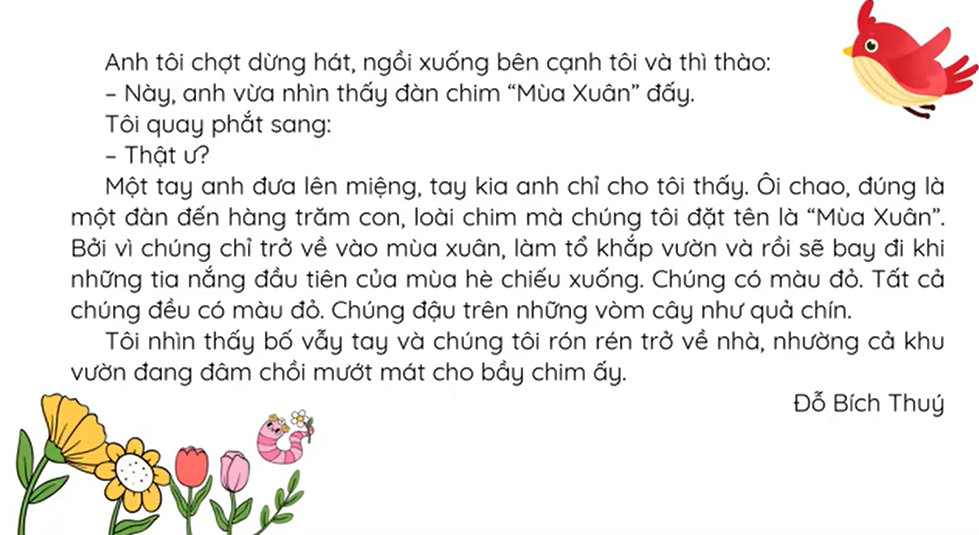 Anh tôi chợt dừng hát, ngồi xuống bên cạnh tôi và thì thào:
– Này, anh vừa nhìn thấy đàn chim “Mùa Xuân” đấy.
Tôi quay phắt sang:
– Thật ư?
Một tay anh đưa lên miệng, tay kia anh chỉ cho tôi thấy. Ôi chao, đúng là
một đàn đến hàng trăm con, loài chim mà chúng tôi đặt tên là “Mùa Xuân”.
Bởi vì chúng chỉ trở về vào mùa xuân, làm tổ khắp vườn và rồi sẽ bay đi khi
những tia nắng đầu tiên của mùa hè chiếu xuống. Chúng có màu đỏ. Tất cả
chúng đều có màu đỏ. Chúng đậu trên những vòm cây như quả chín.
Tôi nhìn thấy bố vẫy tay và chúng tôi rón rén trở về nhà, nhường cả khu
vườn đang đâm chồi mướt mát cho bầy chim ấy.
Đỗ Bích Thuý